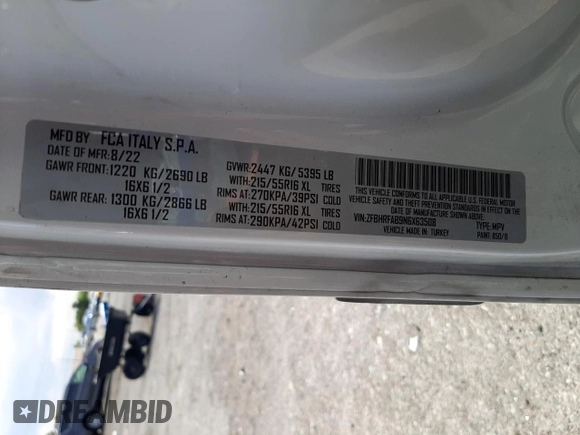 MFD BY FCA ITALY S.P.A.
DATE OF MFR: 8/22
GAWR FRONT: 1220 KG/2690 LB
16X6 1/2
GAWR REAR: 1300 KG/2866 LB
16X6 1/2
GVWR: 2447 KG/5395 LB
WITH: 215/55R16 XL TIRES
RIMS AT: 270KPA/39PSI COLD
WITH: 215/55R16 XL TIRES
RIMS AT: 290KPA/42PSI COLD
THIS VEHICLE CONFORMS TO ALL APPLICABLE U.S. FEDERAL MOTOR
VEHICLE SAFETY AND THEFT PREVENTION STANDARDS IN EFFECT
ON THE DATE OF MANUFACTURE SHOWN ABOVE.
VIN: ZFBHRFAB9N6X63508 TYPE: MPV
VEHICLE MADE IN: TURKEY PAINT: 
DREAMBID